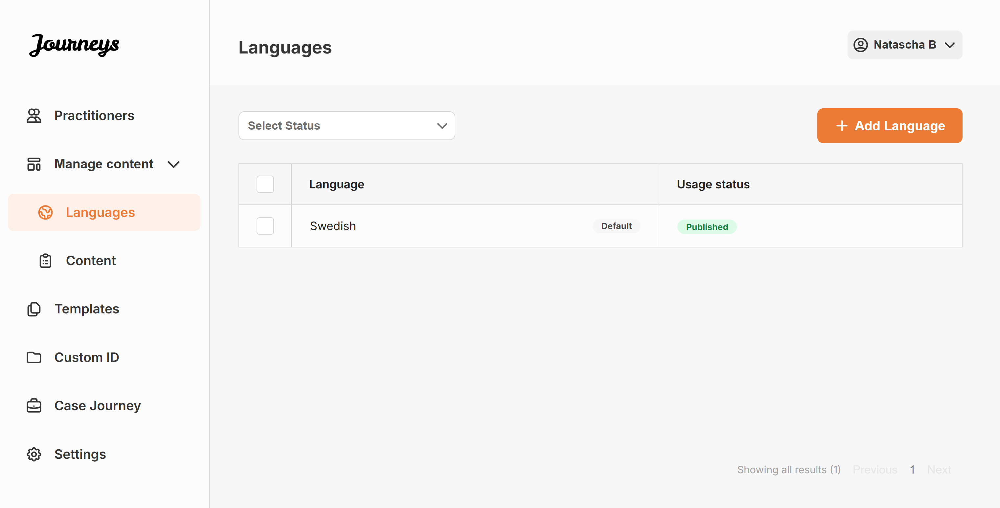 Journeys
Practitioners
Manage content
Languages
Content
Templates
Custom ID
Case Journey
Settings
Languages
Natascha B
Select Status
Add Language
Language
Usage status
Swedish
Default
Published
Showing all results (1)
Previous
1
Next